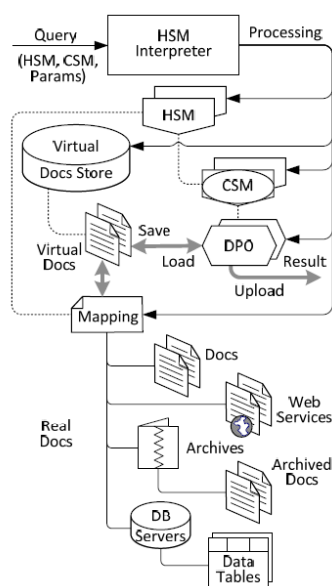 Query
(HSM, CSM,
Params)
HSM
Interpreter
Processing
HSM
Virtual
Docs Store
CSM
Virtual
Docs
Save
Load
DPO
Result
Upload
Mapping
Docs
Web
Services
Real
Docs
Archives
Archived
Docs
DB
Servers
Data
Tables